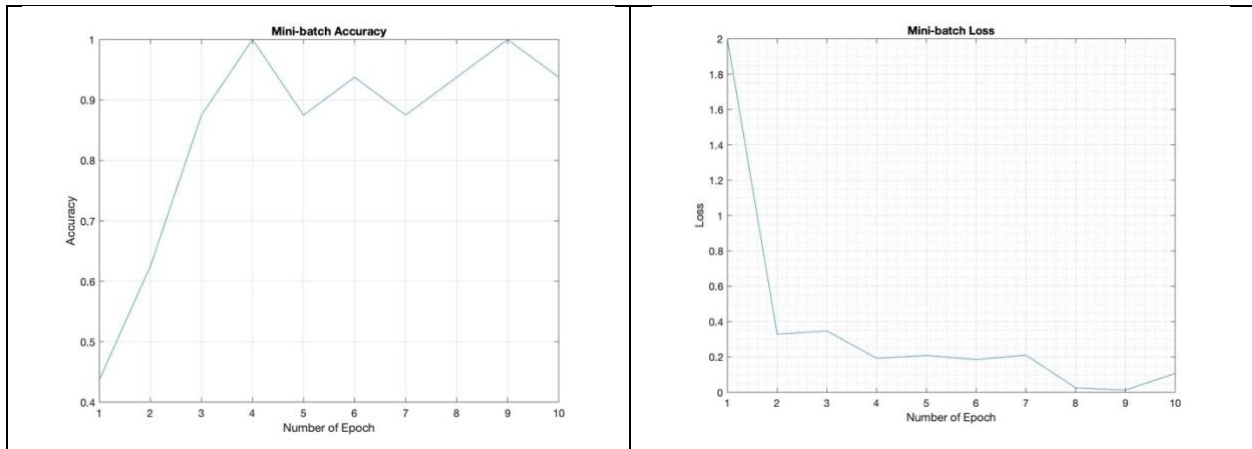 Mini-batch Accuracy
1
0.9
0.8
0.7
0.6
0.5
0.4
Accuracy
1 2 3 4 5 6 7 8 9 10
Number of Epoch
Mini-batch Loss
2
1.8
1.6
1.4
1.2
1
0.8
0.6
0.4
0.2
0
Loss
1 2 3 4 5 6 7 8 9 10
Number of Epoch